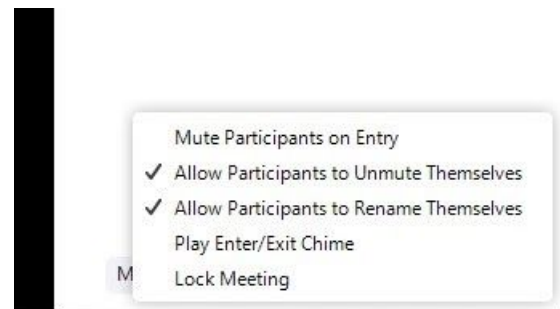 Mute Participants on Entry
✓ Allow Participants to Unmute Themselves
✓ Allow Participants to Rename Themselves
Play Enter/Exit Chime
Lock Meeting